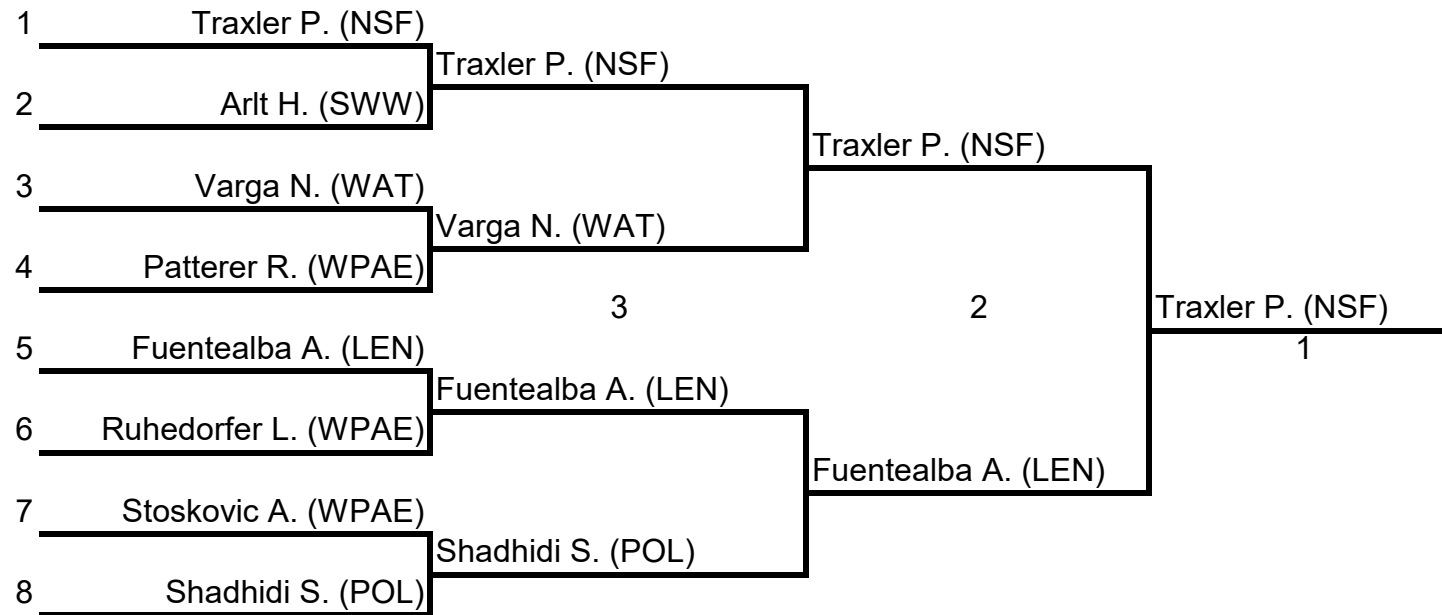 1 Traxler P. (NSF)
Traxler P. (NSF)
2 Arlt H. (SWW)
Traxler P. (NSF)
3 Varga N. (WAT)
Varga N. (WAT)
4 Patterer R. (WPAE)
3 2 Traxler P. (NSF)
5 Fuentealba A. (LEN) 1
Fuentealba A. (LEN)
6 Ruhedorfer L. (WPAE)
Fuentealba A. (LEN)
7 Stoskovic A. (WPAE)
Shadhidi S. (POL)
8 Shadhidi S. (POL)